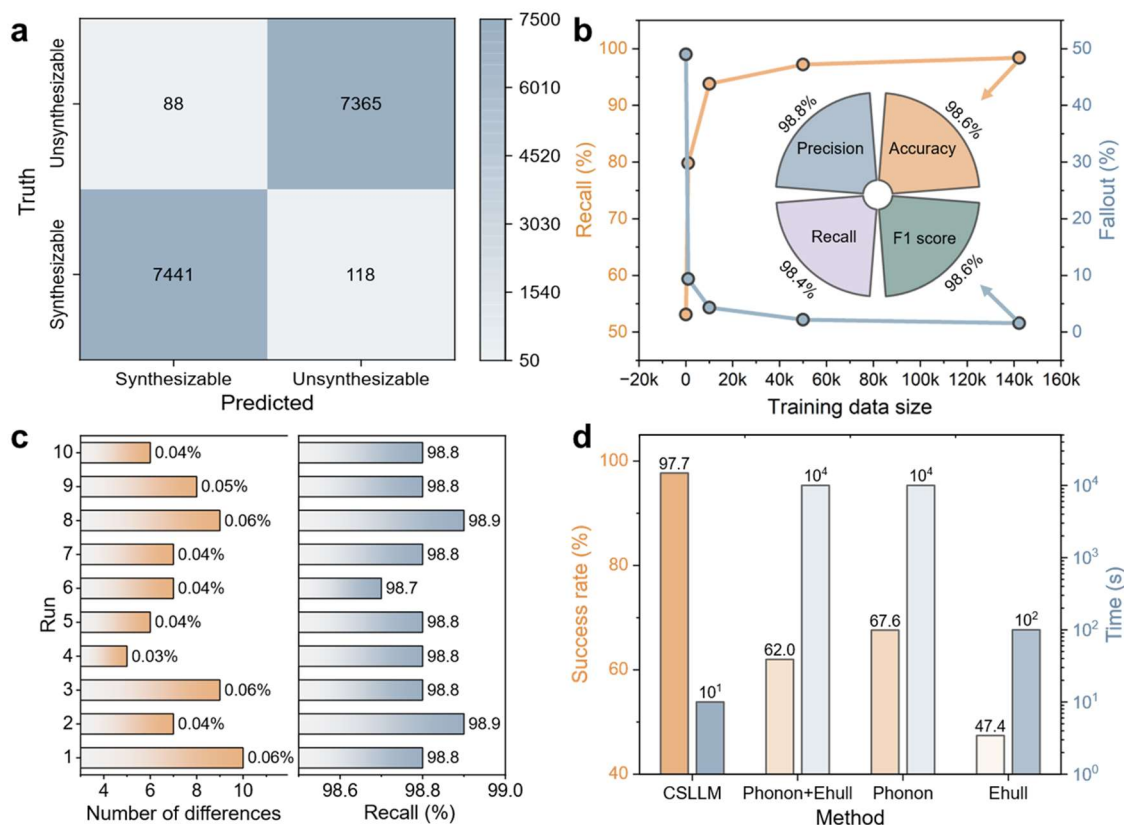 a
Truth
Unsynthesizable
Synthesizable
88
7365
7441
118
Synthesizable
Unsynthesizable
Predicted
7500
6010
4520
3030
1540
50
b
Recall (%)
100
90
80
70
60
50
98.8%
98.6%
Precision
Accuracy
Recall
F1 score
98.4%
98.6%
50
40
30
20
10
0
Fallout (%)
−20k
0
20k
40k
60k
80k
100k
120k
140k
160k
Training data size
c
Run
10
0.04%
98.8
9
0.05%
98.8
8
0.06%
98.9
7
0.04%
98.8
6
0.04%
98.7
5
0.04%
98.8
4
0.03%
98.8
3
0.06%
98.8
2
0.04%
98.9
1
0.06%
98.8
4
6
8
10
Number of differences
98.6
98.8
99.0
Recall (%)
d
Success rate (%)
100
80
60
40
97.7
10¹
62.0
10⁴
67.6
10⁴
47.4
10²
10⁴
10³
10²
10¹
10⁰
Time (s)
CSLLM
Phonon+Ehull
Phonon
Ehull
Method